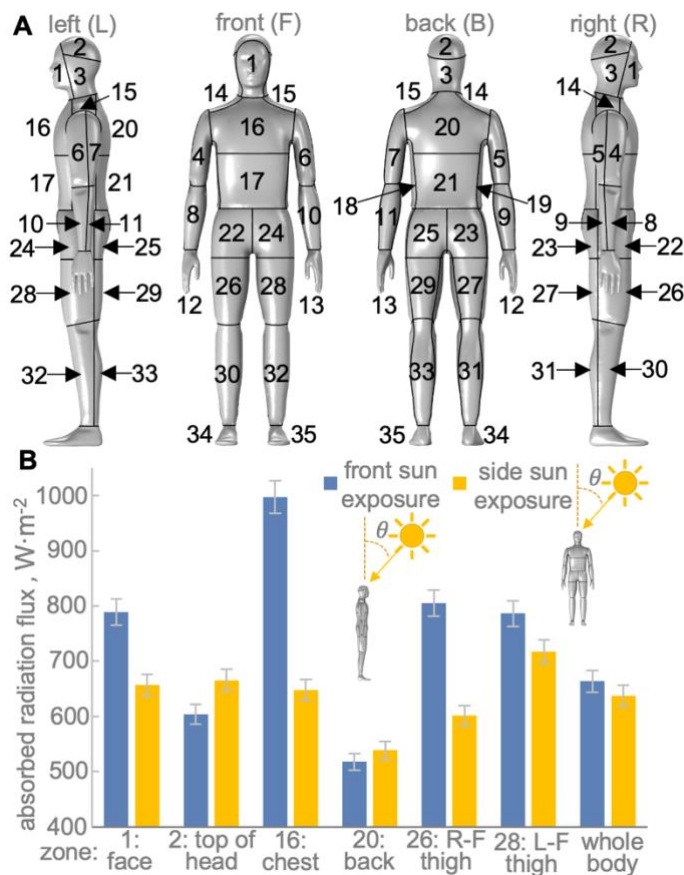 A left (L) front (F) back (B) right (R)
2 2 2
1 3 1 3 3 1
15 14 15 15 14 14
16 20 16 20
6 7 4 6 7 5 5 4
17 21 17 21
18 19
10 11 8 10 11 9 9 8
24 25 22 24 25 23 23 22
28 29 26 28 29 27 27 26
12 13 13 12
32 33 30 32 33 31 31 30
34 35 35 34
B
front sun exposure
side sun exposure
θ
θ
absorbed radiation flux , W·m-2
1000
900
800
700
600
500
400
zone: 1: face
2: top of head
16: chest
20: back
26: R-F thigh
28: L-F thigh
whole body